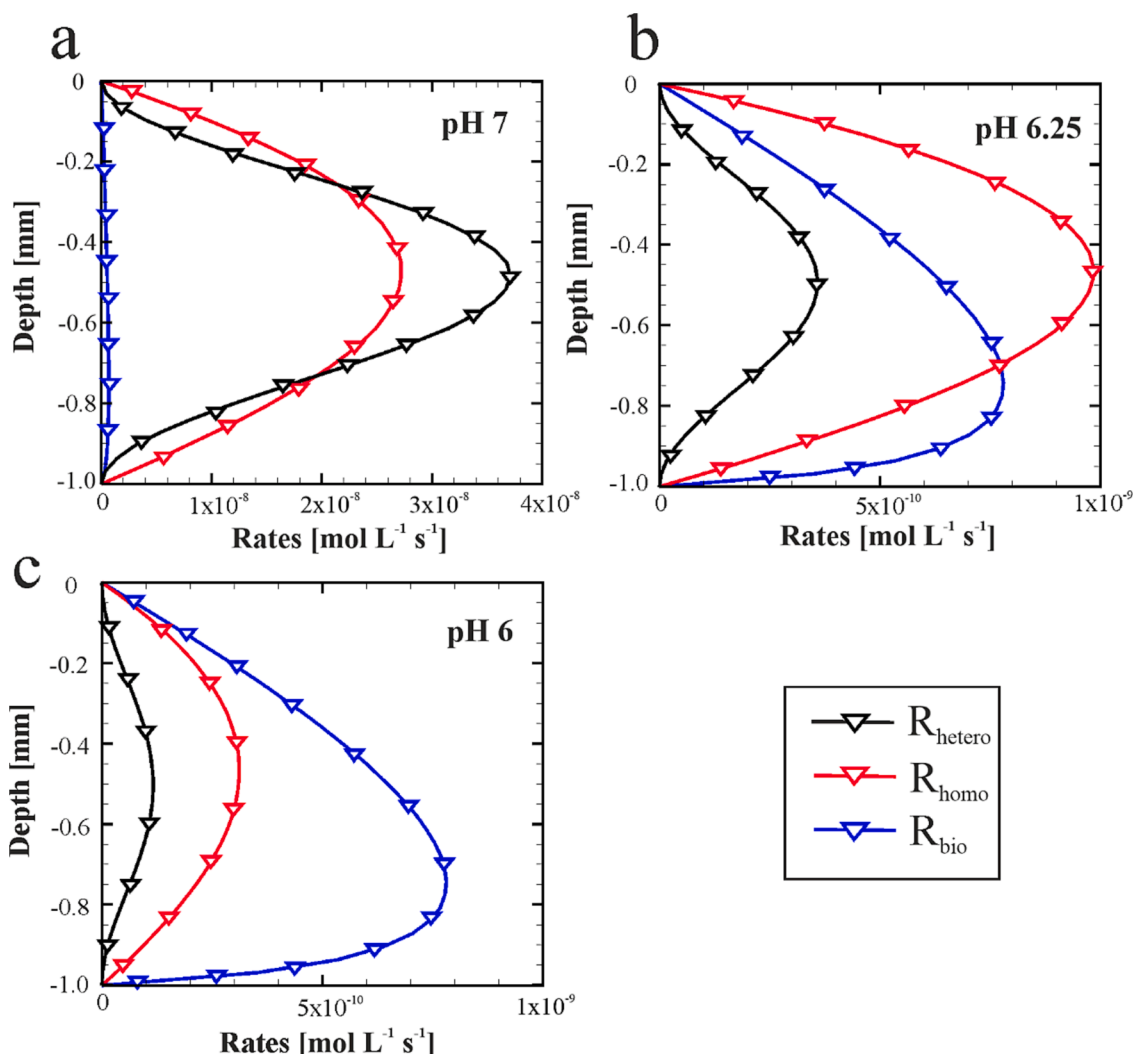 a
b
0
-0.2
-0.4
-0.6
-0.8
-1.0
Depth [mm]
pH 7
0
1x10⁻⁸
2x10⁻⁸
3x10⁻⁸
4x10⁻⁸
Rates [mol L⁻¹ s⁻¹]
0
-0.2
-0.4
-0.6
-0.8
-1.0
Depth [mm]
pH 6.25
0
5x10⁻¹⁰
1x10⁻⁹
Rates [mol L⁻¹ s⁻¹]
c
0
-0.2
-0.4
-0.6
-0.8
-1.0
Depth [mm]
pH 6
0
5x10⁻¹⁰
1x10⁻⁹
Rates [mol L⁻¹ s⁻¹]
R_hetero
R_homo
R_bio